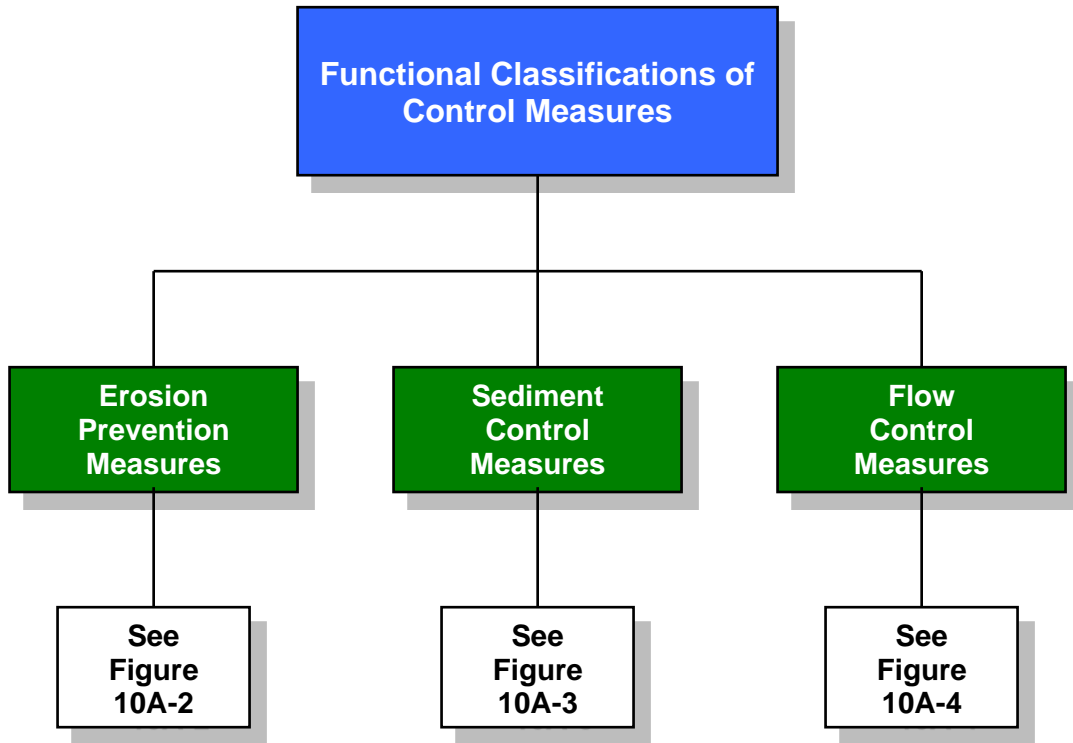 Functional Classifications of
Control Measures
Erosion
Prevention
Measures
Sediment
Control
Measures
Flow
Control
Measures
See
Figure
10A-2
See
Figure
10A-3
See
Figure
10A-4